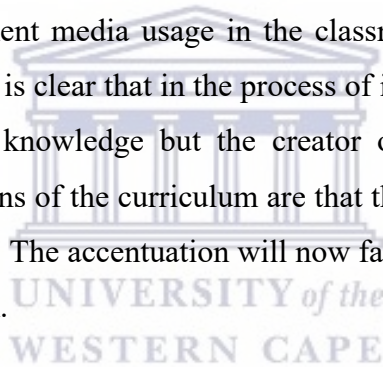 ent media usage in the classr
is clear that in the process of i
knowledge but the creator o
ns of the curriculum are that th
The accentuation will now fa
UNIVERSITY of the
.
WESTERN CAPE